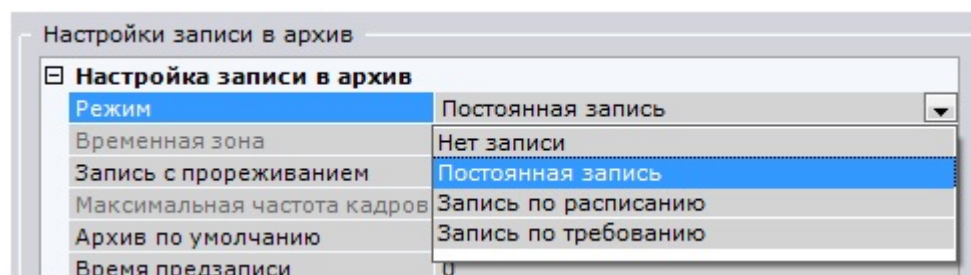 Настройки записи в архив
Настройка записи в архив
Режим Постоянная запись
Временная зона Нет записи
Постоянная запись
Запись с прореживанием
Запись по расписанию
Максимальная частота кадров
Запись по требованию
Архив по умолчанию
Время предзаписи 0